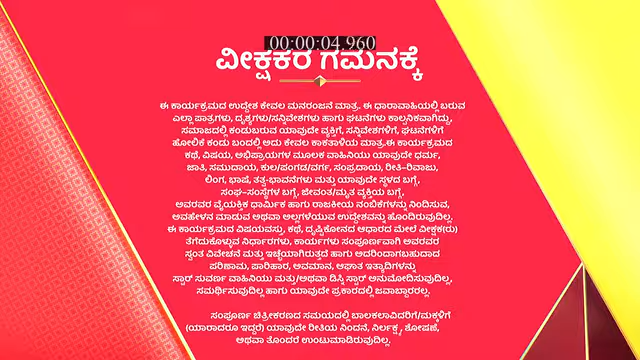 00:00:04.960
ವೀಕ್ಷಕರ ಗಮನಕ್ಕೆ
ಈ ಕಾರ್ಯಕ್ರಮದ ಉದ್ದೇಶ ಕೇವಲ ಮನರಂಜನೆ ಮಾತ್ರ. ಈ ಧಾರಾವಾಹಿಯಲ್ಲಿ ಬರುವ
ಎಲ್ಲಾ ಪಾತ್ರಗಳು, ದೃಶ್ಯಗಳು/ಸನ್ನಿವೇಶಗಳು ಹಾಗು ಘಟನೆಗಳು ಕಾಲ್ಪನಿಕವಾಗಿದ್ದು,
ಸಮಾಜದಲ್ಲಿ ಕಂಡುಬರುವ ಯಾವುದೇ ವ್ಯಕ್ತಿಗೆ, ಸನ್ನಿವೇಶಗಳಿಗೆ, ಘಟನೆಗಳಿಗೆ
ಹೋಲಿಕೆ ಕಂಡು ಬಂದಲ್ಲಿ ಅದು ಕೇವಲ ಕಾಕತಾಳಿಯ ಮಾತ್ರ.ಈ ಕಾರ್ಯಕ್ರಮದ
ಕಥೆ, ವಿಷಯ, ಅಭಿಪ್ರಾಯಗಳ ಮೂಲಕ ವಾಹಿನಿಯು ಯಾವುದೇ ಧರ್ಮ,
ಜಾತಿ, ಸಮುದಾಯ, ಕುಲ/ಪಂಗಡ/ವರ್ಗ, ಸಂಪ್ರದಾಯ, ರೀತಿ-ರಿವಾಜು,
ಲಿಂಗ, ಭಾಷೆ, ತತ್ವ-ಭಾವನೆಗಳು ಮತ್ತು ಯಾವುದೇ ಸ್ಥಳದ ಬಗ್ಗೆ,
ಸಂಘ-ಸಂಸ್ಥೆಗಳ ಬಗ್ಗೆ, ಜೀವಂತ/ಮೃತ ವ್ಯಕ್ತಿಯ ಬಗ್ಗೆ,
ಅವರವರ ವೈಯಕ್ತಿಕ ಧಾರ್ಮಿಕ ಹಾಗು ರಾಜಕೀಯ ನಂಬಿಕೆಗಳನ್ನು ನಿಂದಿಸುವ,
ಅವಹೇಳನ ಮಾಡುವ ಅಥವಾ ಅಲ್ಲಗಳೆಯುವ ಉದ್ದೇಶವನ್ನು ಹೊಂದಿರುವುದಿಲ್ಲ.
ಈ ಕಾರ್ಯಕ್ರಮದ ವಿಷಯವಸ್ತು, ಕಥೆ, ದೃಷ್ಟಿಕೋನದ ಆಧಾರದ ಮೇಲೆ ವೀಕ್ಷಕ(ರು)
ತೆಗೆದುಕೊಳ್ಳುವ ನಿರ್ಧಾರಗಳು, ಕಾರ್ಯಗಳು ಸಂಪೂರ್ಣವಾಗಿ ಅವರವರ
ಸ್ವಂತ ವಿವೇಚನೆ ಮತ್ತು ಇಚ್ಛೆಯಾಗಿರುತ್ತದೆ ಹಾಗು ಅದರಿಂದಾಗಬಹುದಾದ
ಪರಿಣಾಮ, ಪಾರಿಹಾರ, ಅವಮಾನ, ಆಘಾತ ಇತ್ಯಾದಿಗಳನ್ನು
ಸ್ಟಾರ್ ಸುವರ್ಣ ವಾಹಿನಿಯು ಮತ್ತು/ಅಥವಾ ಡಿಸ್ನಿ ಸ್ಟಾರ್ ಅನುಮೋದಿಸುವುದಿಲ್ಲ,
ಸಮರ್ಥಿಸುವುದಿಲ್ಲ ಹಾಗು ಯಾವುದೇ ಪ್ರಕಾರದಲ್ಲಿ ಜವಾಬ್ದಾರರಲ್ಲ.
ಸಂಪೂರ್ಣ ಚಿತ್ರೀಕರಣದ ಸಮಯದಲ್ಲಿ ಬಾಲಕಲಾವಿದರಿಗೆ/ಮಕ್ಕಳಿಗೆ
(ಯಾರಾದರೂ ಇದ್ದರೆ) ಯಾವುದೇ ರೀತಿಯ ನಿಂದನೆ, ನಿರ್ಲಕ್ಷ್ಯ, ಶೋಷಣೆ,
ಅಥವಾ ತೊಂದರೆ ಉಂಟುಮಾಡಿರುವುದಿಲ್ಲ.